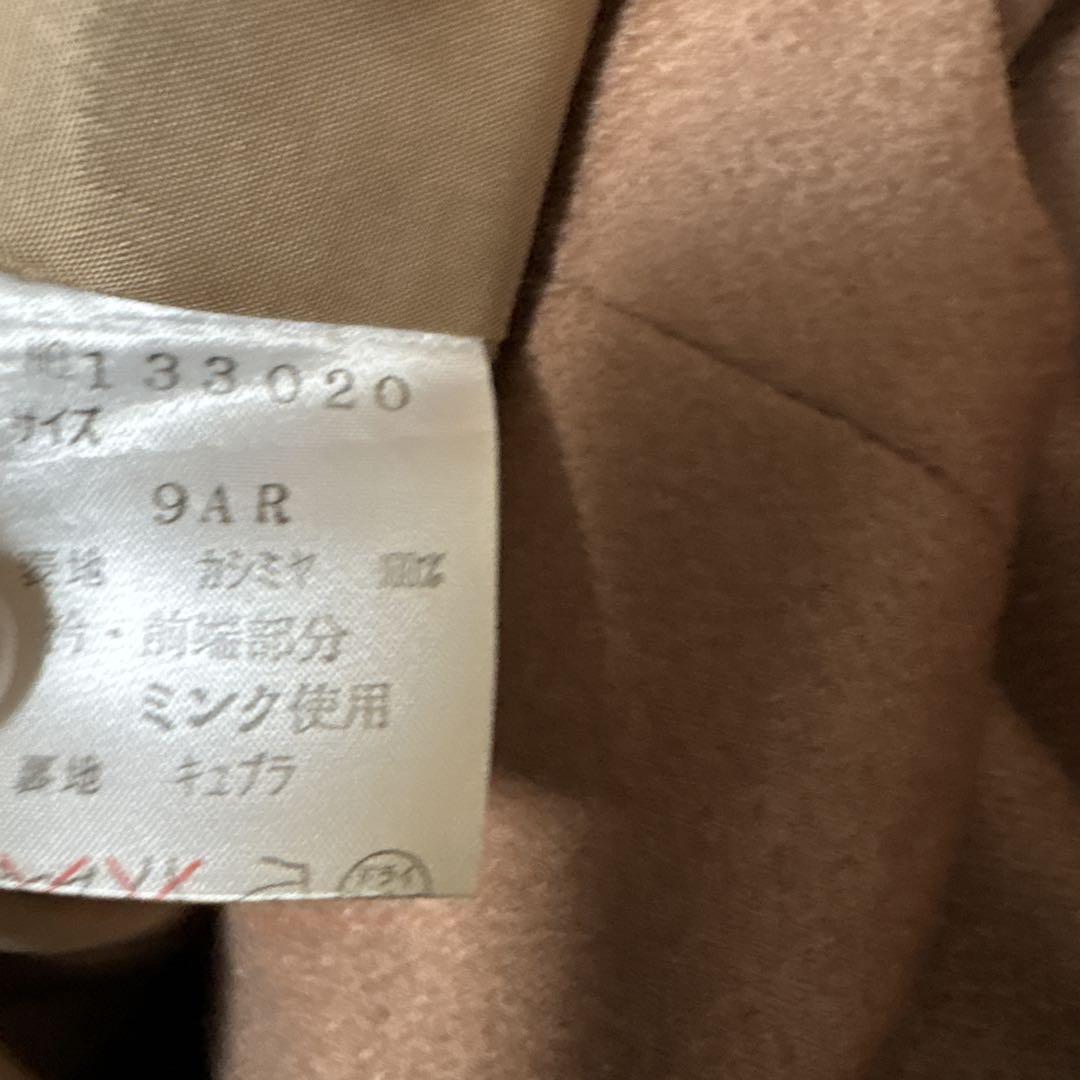 133020
サイズ
9AR
表地 カシミヤ 100%
・前端部分
ミンク使用
裏地 キュプラ
ドライ